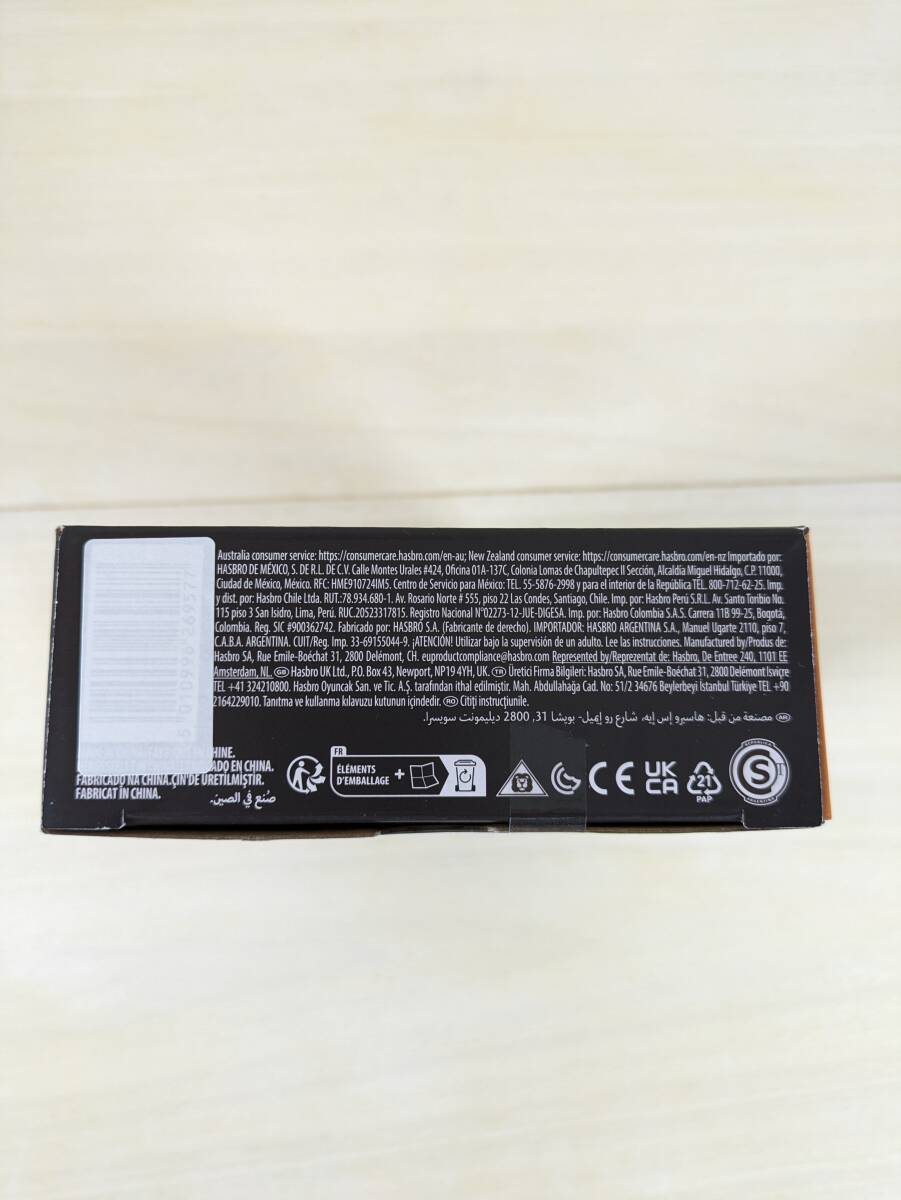 Australia consumer service: https://consumercare.hasbro.com/en-au; New Zealand consumer service: https://consumercare.hasbro.com/en-nz Importado por:
HASBRO DE MÉXICO, S. DE R.L. DE C.V. Calle Montes Urales #424, Oficina 01A-137C, Colonia Lomas de Chapultepec II Sección, Alcaldía Miguel Hidalgo, C.P. 11000,
Ciudad de México, México. RFC: HME910724IM5. Centro de Servicio para México: TEL. 55-5876-2998 y para el interior de la República TEL. 800-712-62-25. Imp.
y dist. por: Hasbro Chile Ltda. RUT:78.934.680-1. Av. Rosario Norte # 555, piso 22 Las Condes, Santiago, Chile. Imp. por: Hasbro Perú S.R.L. Av. Santo Toribio No.
115 piso 3 San Isidro, Lima, Perú. RUC.20523317815. Registro Nacional N°02273-12-JUE-DIGESA. Imp. por: Hasbro Colombia S.A.S. Carrera 11B 99-25, Bogotá,
Colombia. Reg. SIC #900362742. Fabricado por: HASBRO S.A. (Fabricante de derecho). IMPORTADOR: HASBRO ARGENTINA S.A., Manuel Ugarte 2110, piso 7,
C.A.B.A. ARGENTINA. CUIT/Reg. Imp. 33-69155044-9. ¡ATENCIÓN! Utilizar bajo la supervisión de un adulto. Lee las instrucciones. Manufactured by/Produs de:
Hasbro SA, Rue Emile-Boéchat 31, 2800 Delémont, CH. euproductcompliance@hasbro.com Represented by/Reprezentat de: Hasbro, De Entree 240, 1101 EE
Amsterdam, NL. GB Hasbro UK Ltd., P.O. Box 43, Newport, NP19 4YH, UK. TR Üretici Firma Bilgileri: Hasbro SA, Rue Emile-Boéchat 31, 2800 Delémont İsviçre
TEL +41 324210800. Hasbro Oyuncak San. ve Tic. A.Ş. tarafından ithal edilmiştir. Mah. Abdullahağa Cad. No: 51/2 34676 Beylerbeyi İstanbul Türkiye TEL +90
2164229010. Tanıtma ve kullanma kılavuzu kutunun içindedir. RO Citiți instrucțiunile.
AR مصنعة من قبل: هاسبرو إس إيه، شارع رو إيميل- بويشا 31, 2800 ديليمونت سويسرا.
HINE.
ADO EN CHINA.
FABRICADO NA CHINA.ÇİN'DE ÜRETİLMİŞTİR.
FABRICAT ÎN CHINA.
صُنع في الصين.
FR
ÉLÉMENTS
D'EMBALLAGE +
CE
UK
CA
21
PAP
REPUBLICA
S
ARGENTINA